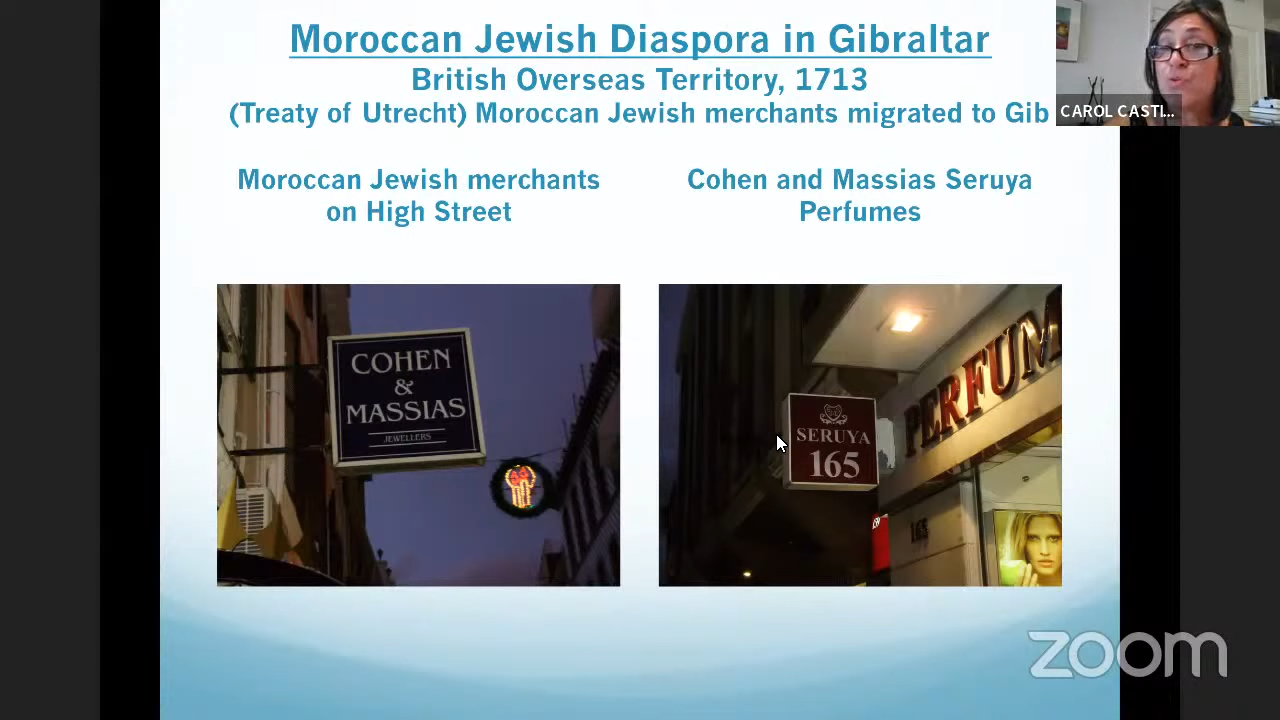 Moroccan Jewish Diaspora in Gibraltar
British Overseas Territory, 1713
(Treaty of Utrecht) Moroccan Jewish merchants migrated to Gib
CAROL CASTI...
Moroccan Jewish merchants
on High Street
Cohen and Massias Seruya
Perfumes
COHEN
&
MASSIAS
JEWELLERS
PERFUM
SERUYA
165
165
zoom